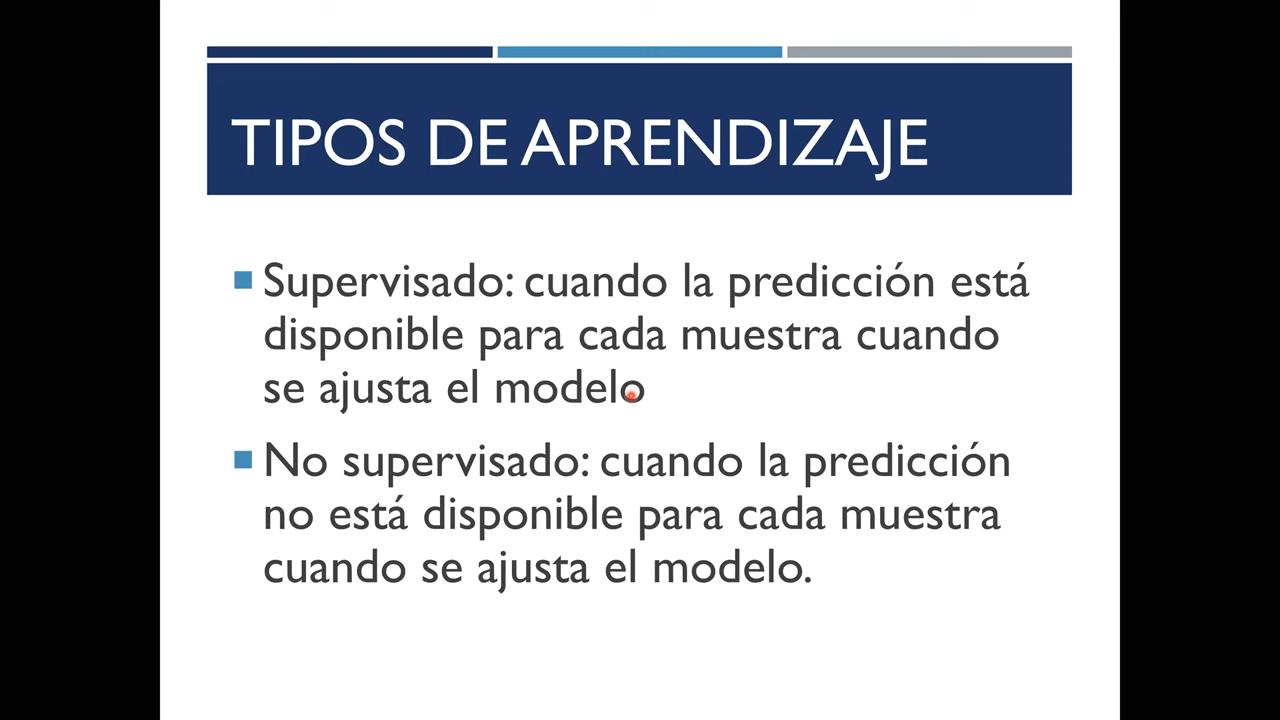 TIPOS DE APRENDIZAJE
Supervisado: cuando la predicción está
disponible para cada muestra cuando
se ajusta el modelo
No supervisado: cuando la predicción
no está disponible para cada muestra
cuando se ajusta el modelo.